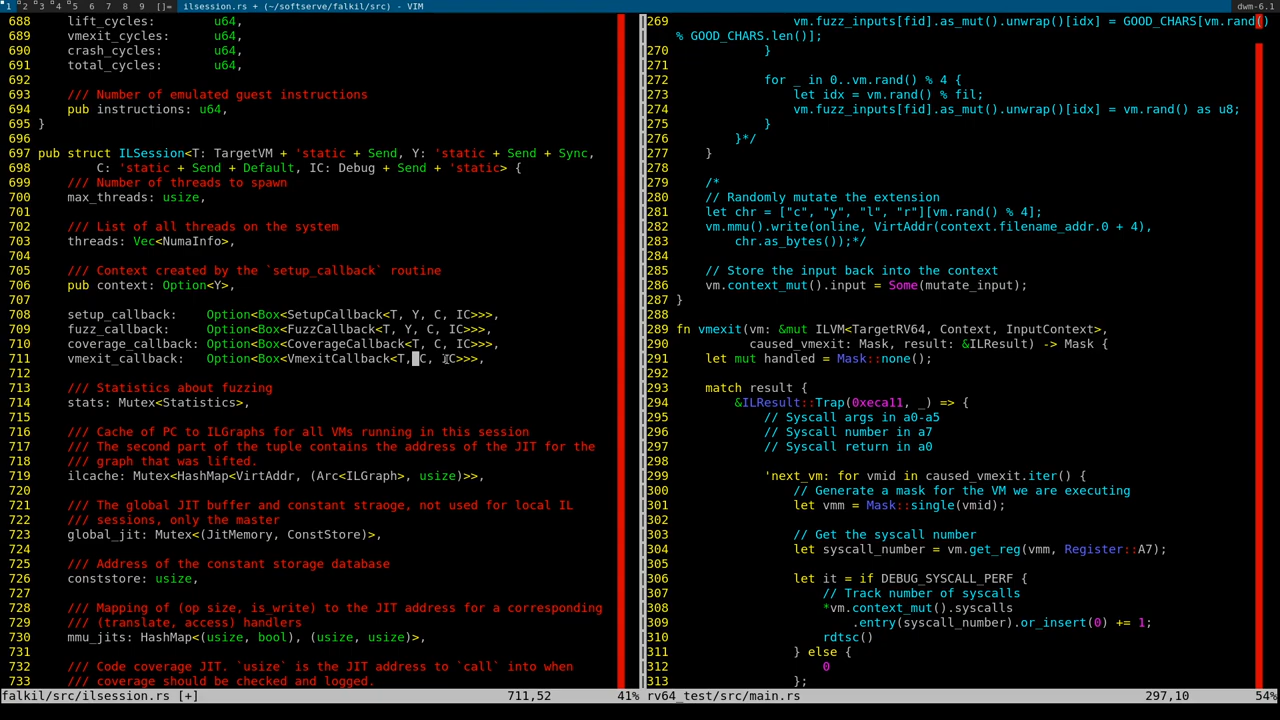 1 2 3 4 5 6 7 8 9 []= ilsession.rs + (~/softserve/falkil/src) - VIM dwm-6.1
688     lift_cycles:       u64,
689     vmexit_cycles:     u64,
690     crash_cycles:      u64,
691     total_cycles:      u64,
692
693     /// Number of emulated guest instructions
694     pub instructions: u64,
695 }
696
697 pub struct ILSession<T: TargetVM + 'static + Send, Y: 'static + Send + Sync,
698         C: 'static + Send + Default, IC: Debug + Send + 'static> {
699     /// Number of threads to spawn
700     max_threads: usize,
701
702     /// List of all threads on the system
703     threads: Vec<NumaInfo>,
704
705     /// Context created by the `setup_callback` routine
706     pub context: Option<Y>,
707
708     setup_callback:    Option<Box<SetupCallback<T, Y, C, IC>>>,
709     fuzz_callback:     Option<Box<FuzzCallback<T, Y, C, IC>>>,
710     coverage_callback: Option<Box<CoverageCallback<T, C, IC>>>,
711     vmexit_callback:   Option<Box<VmexitCallback<T, C, IC>>>,
712
713     /// Statistics about fuzzing
714     stats: Mutex<Statistics>,
715
716     /// Cache of PC to ILGraphs for all VMs running in this session
717     /// The second part of the tuple contains the address of the JIT for the
718     /// graph that was lifted.
719     ilcache: Mutex<HashMap<VirtAddr, (Arc<ILGraph>, usize)>>,
720
721     /// The global JIT buffer and constant straoge, not used for local IL
722     /// sessions, only the master
723     global_jit: Mutex<(JitMemory, ConstStore)>,
724
725     /// Address of the constant storage database
726     conststore: usize,
727
728     /// Mapping of (op size, is_write) to the JIT address for a corresponding
729     /// (translate, access) handlers
730     mmu_jits: HashMap<(usize, bool), (usize, usize)>,
731
732     /// Code coverage JIT. `usize` is the JIT address to `call` into when
733     /// coverage should be checked and logged.
falkil/src/ilsession.rs [+] 711,52 41%
269                 vm.fuzz_inputs[fid].as_mut().unwrap()[idx] = GOOD_CHARS[vm.rand()
% GOOD_CHARS.len()];
270             }
271
272             for _ in 0..vm.rand() % 4 {
273                 let idx = vm.rand() % fil;
274                 vm.fuzz_inputs[fid].as_mut().unwrap()[idx] = vm.rand() as u8;
275             }
276         }*/
277     }
278
279     /*
280     // Randomly mutate the extension
281     let chr = ["c", "y", "l", "r"][vm.rand() % 4];
282     vm.mmu().write(online, VirtAddr(context.filename_addr.0 + 4),
283         chr.as_bytes());*/
284
285     // Store the input back into the context
286     vm.context_mut().input = Some(mutate_input);
287 }
288
289 fn vmexit(vm: &mut ILVM<TargetRV64, Context, InputContext>,
290           caused_vmexit: Mask, result: &ILResult) -> Mask {
291     let mut handled = Mask::none();
292
293     match result {
294         &ILResult::Trap(0xeca11, _) => {
295             // Syscall args in a0-a5
296             // Syscall number in a7
297             // Syscall return in a0
298
299             'next_vm: for vmid in caused_vmexit.iter() {
300                 // Generate a mask for the VM we are executing
301                 let vmm = Mask::single(vmid);
302
303                 // Get the syscall number
304                 let syscall_number = vm.get_reg(vmm, Register::A7);
305
306                 let it = if DEBUG_SYSCALL_PERF {
307                     // Track number of syscalls
308                     *vm.context_mut().syscalls
309                         .entry(syscall_number).or_insert(0) += 1;
310                     rdtsc()
311                 } else {
312                     0
313                 };
rv64_test/src/main.rs 297,10 54%